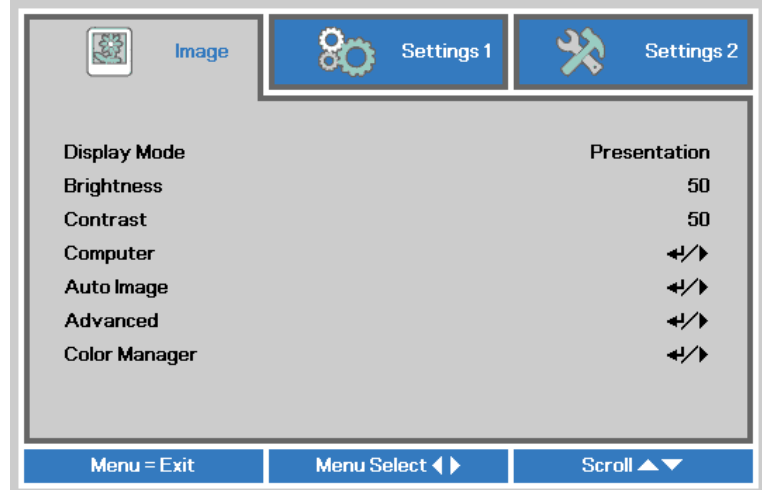 Image Settings 1 Settings 2
Display Mode Presentation
Brightness 50
Contrast 50
Computer ↵/▶
Auto Image ↵/▶
Advanced ↵/▶
Color Manager ↵/▶
Menu = Exit Menu Select ◀ ▶ Scroll ▲▼